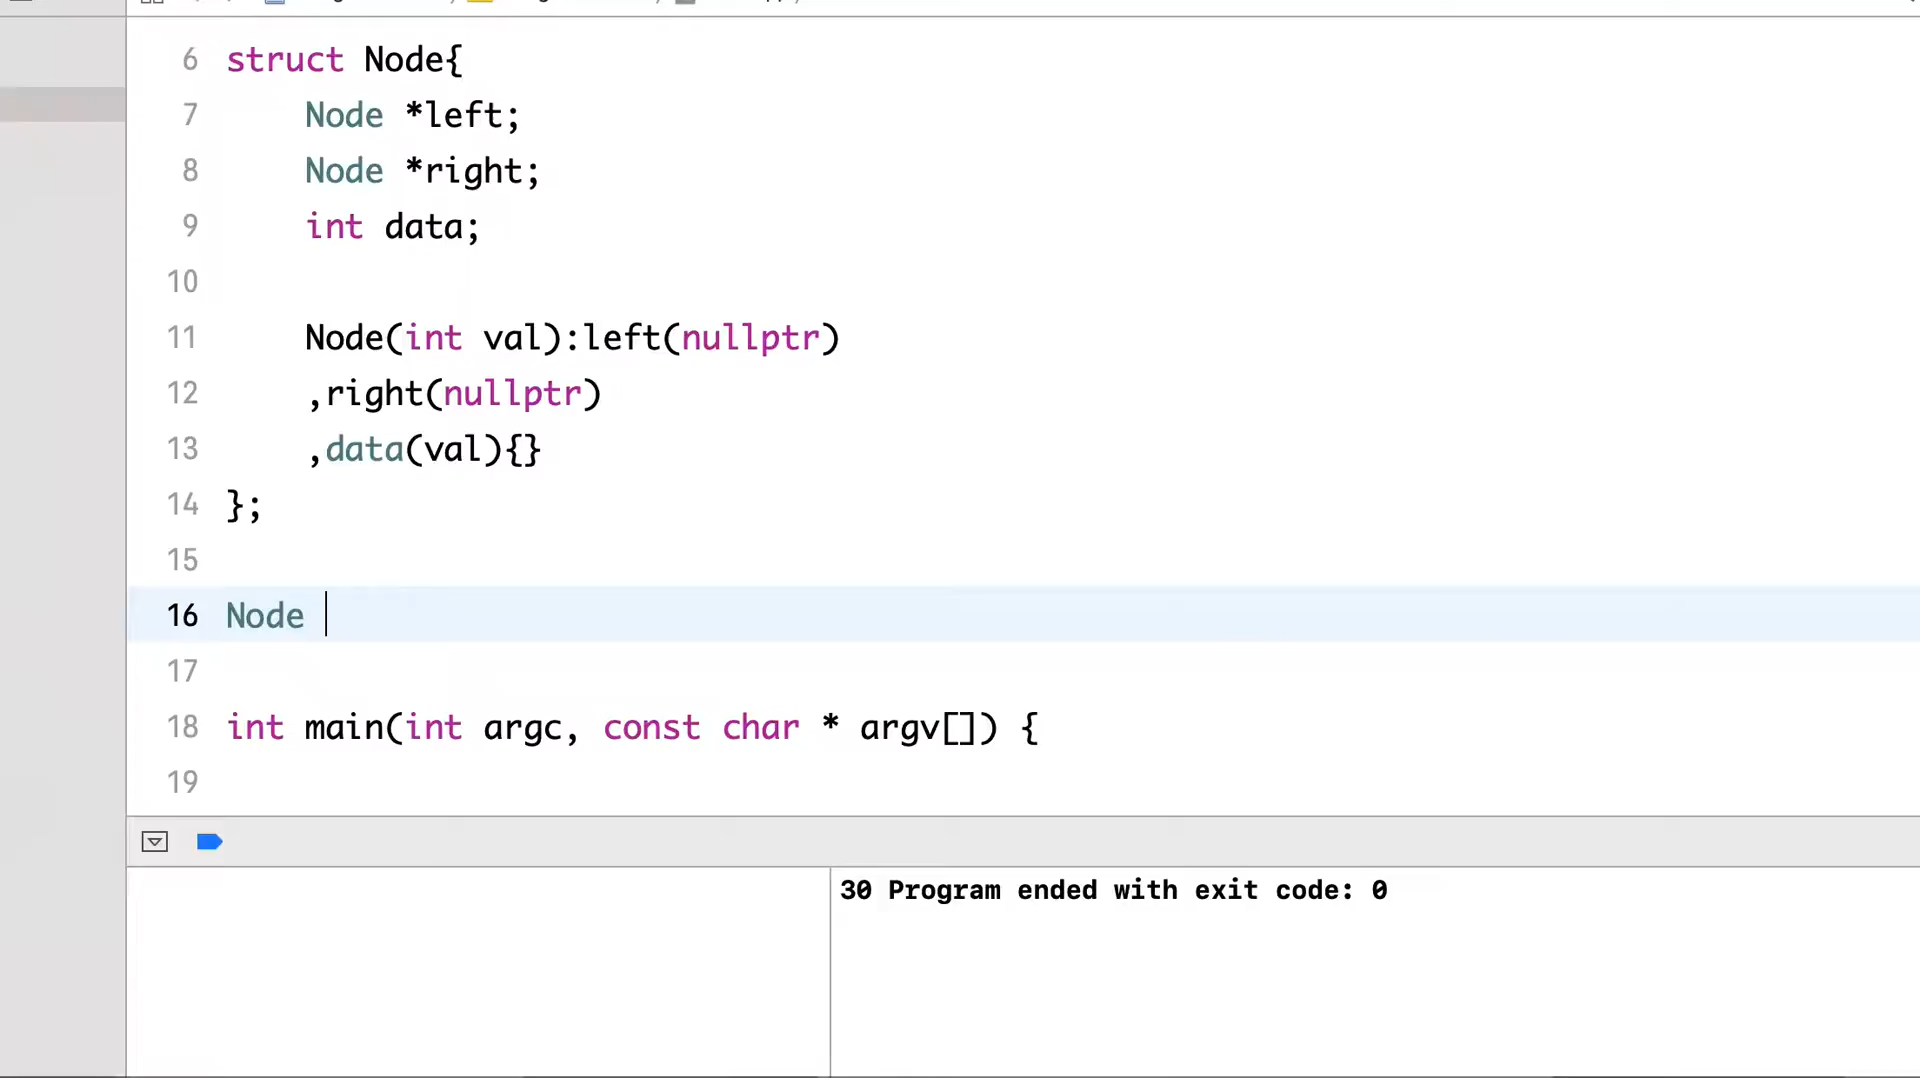 6 struct Node{
7 Node *left;
8 Node *right;
9 int data;
10
11 Node(int val):left(nullptr)
12 ,right(nullptr)
13 ,data(val){}
14 };
15
16 Node
17
18 int main(int argc, const char * argv[]) {
19
30 Program ended with exit code: 0